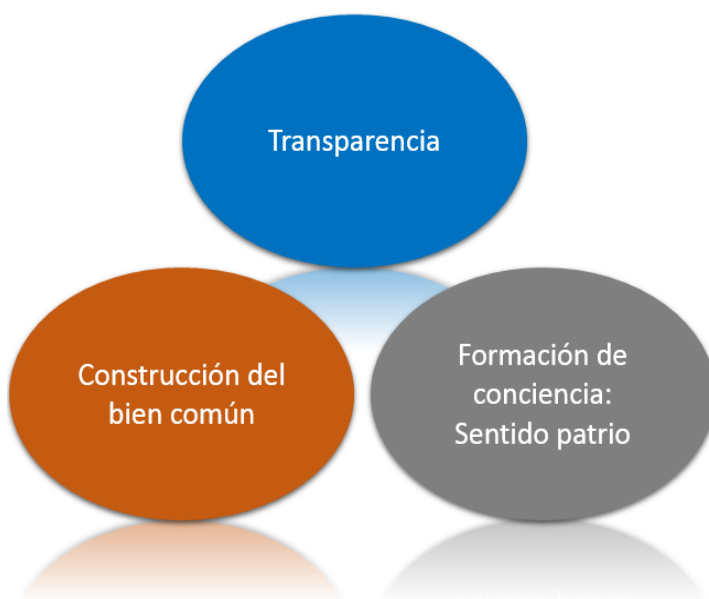 Transparencia
Construcción del
bien común
Formación de
conciencia:
Sentido patrio